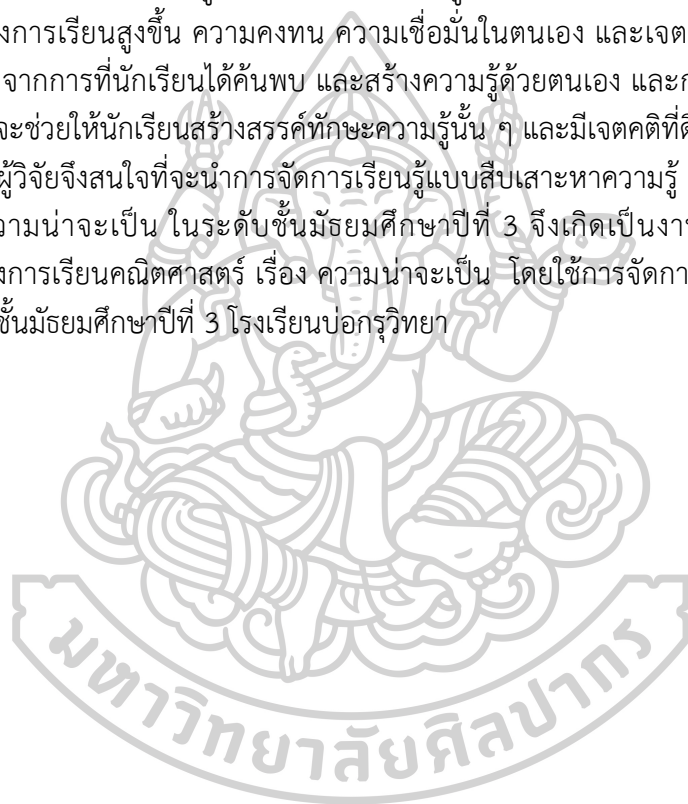 งการเรียนสูงขึ้น ความคงทน ความเชื่อมั่นในตนเอง และเจต
จากการที่นักเรียนได้ค้นพบ และสร้างความรู้ด้วยตนเอง และก
จะช่วยให้นักเรียนสร้างสรรค์ทักษะความรู้นั้น ๆ และมีเจตคติที่ดี
ผู้วิจัยจึงสนใจที่จะนำการจัดการเรียนรู้แบบสืบเสาะหาความรู้
วามน่าจะเป็น ในระดับชั้นมัธยมศึกษาปีที่ 3 จึงเกิดเป็นงาน
งการเรียนคณิตศาสตร์ เรื่อง ความน่าจะเป็น โดยใช้การจัดกา
ชั้นมัธยมศึกษาปีที่ 3 โรงเรียนบ่อกรุวิทยา
มหาวิทยาลัยศิลปากร